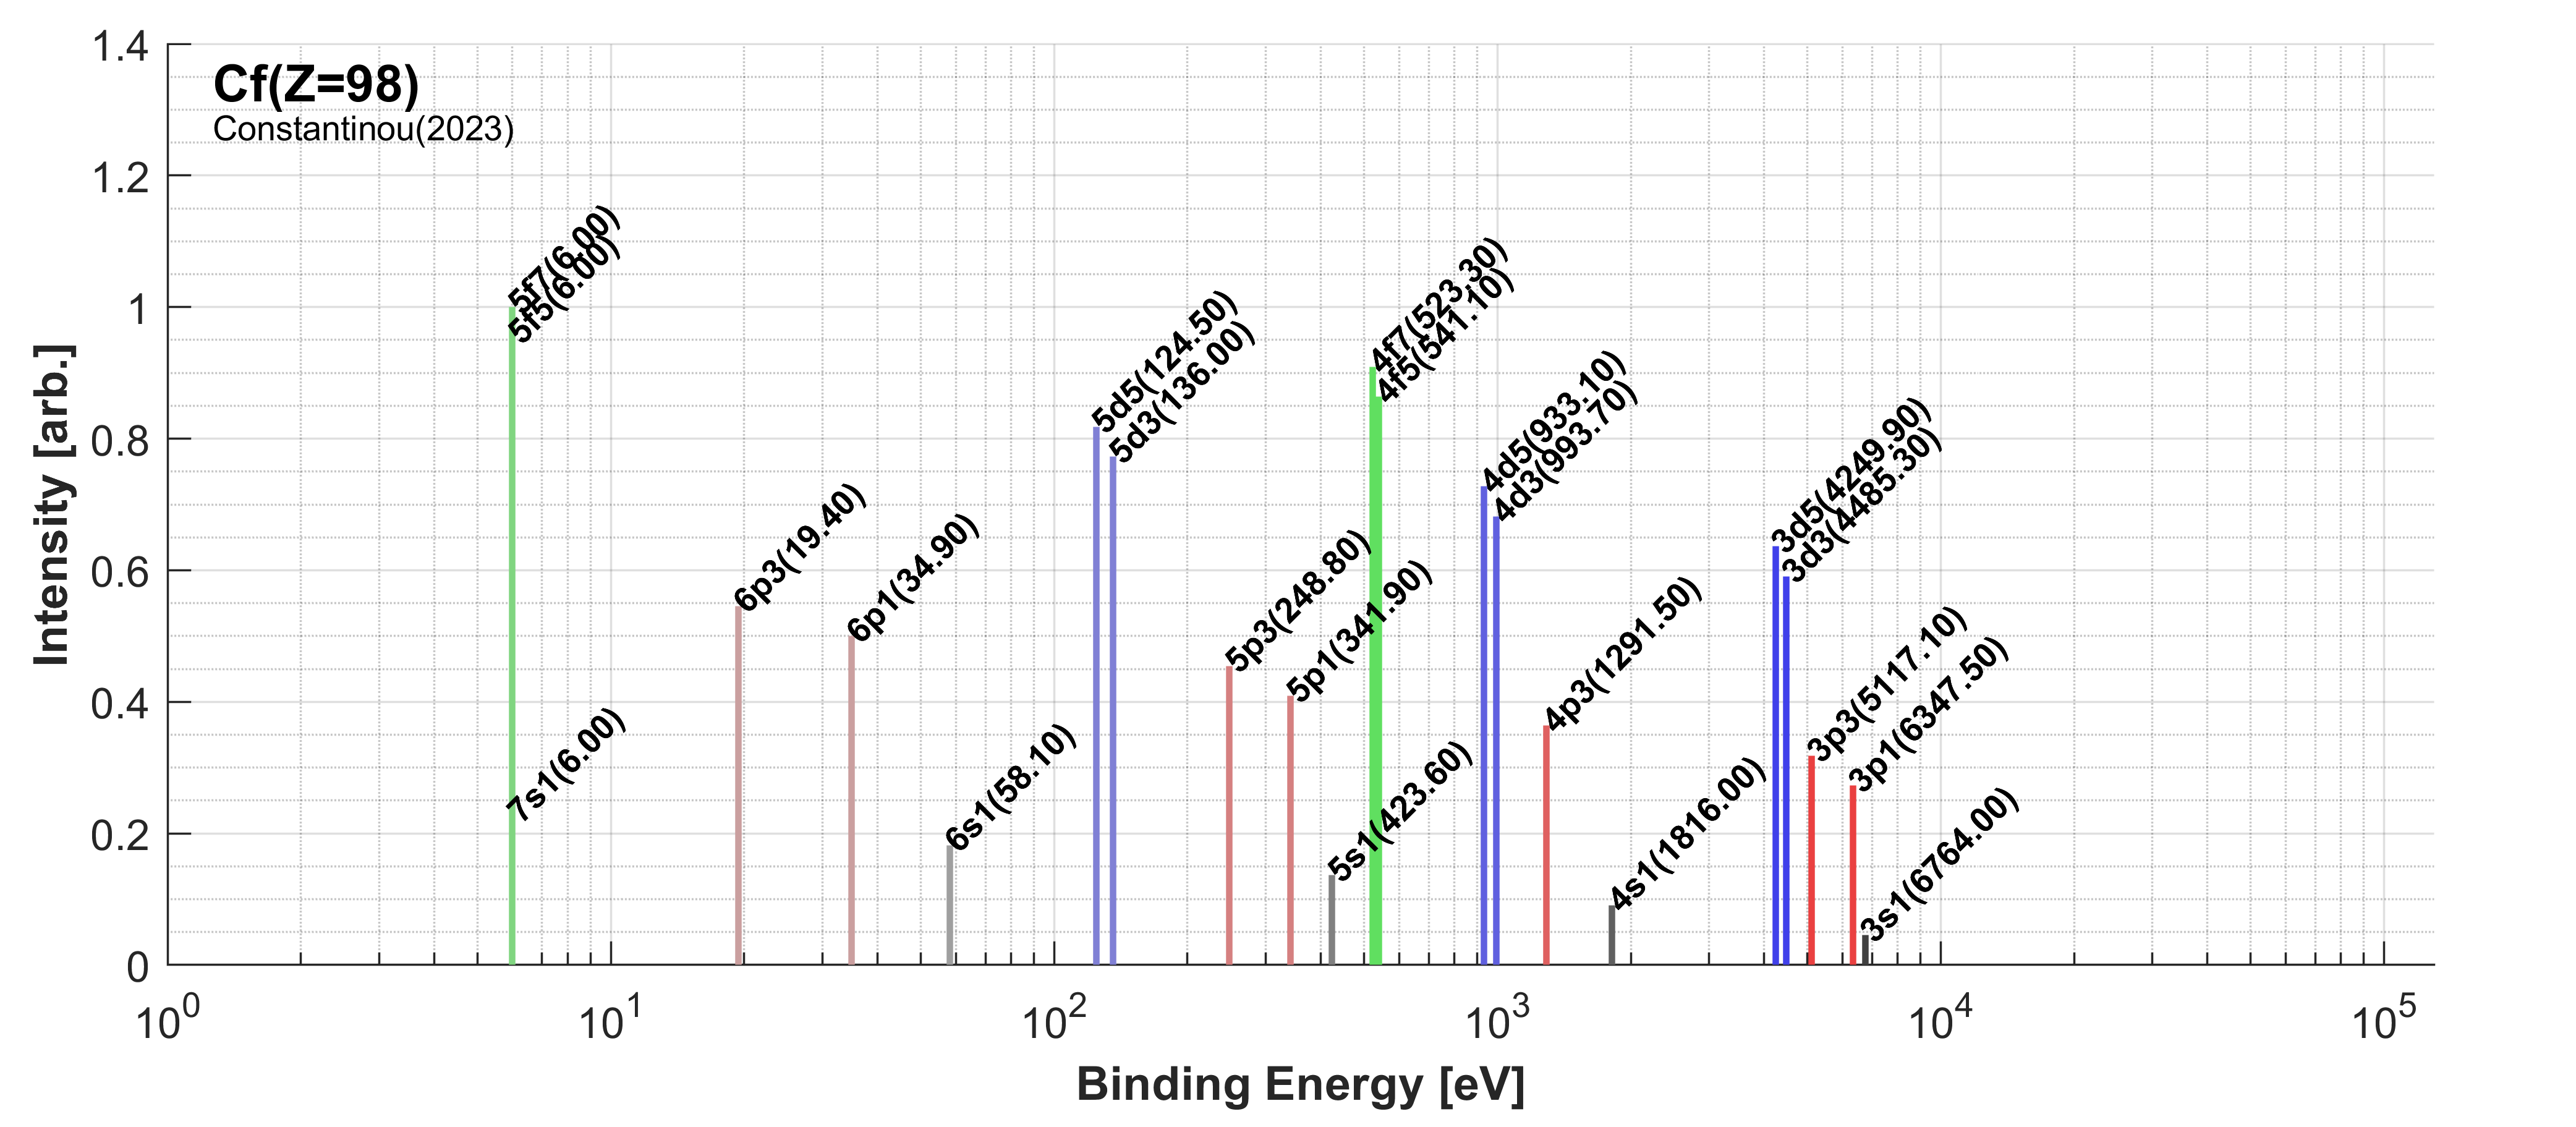 Cf(Z=98)
Constantinou(2023)
Intensity [arb.]
1.4
1.2
1
0.8
0.6
0.4
0.2
0
5f7(6.00)
5f5(6.00)
7s1(6.00)
6p3(19.40)
6p1(34.90)
6s1(58.10)
5d5(124.50)
5d3(136.00)
5p3(248.80)
5p1(341.90)
5s1(423.60)
4f7(523.30)
4f5(541.10)
4d5(933.10)
4d3(993.70)
4p3(1291.50)
4s1(1816.00)
3d5(4249.90)
3d3(4485.30)
3p3(5117.10)
3p1(6347.50)
3s1(6764.00)
10^0 10^1 10^2 10^3 10^4 10^5
Binding Energy [eV]